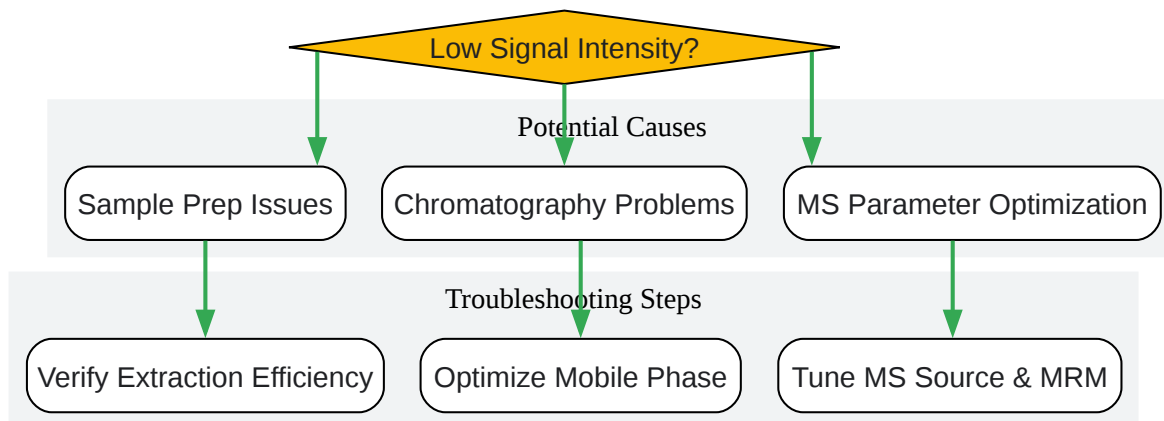 Low Signal Intensity?
Potential Causes
Sample Prep Issues
Chromatography Problems
MS Parameter Optimization
Troubleshooting Steps
Verify Extraction Efficiency
Optimize Mobile Phase
Tune MS Source & MRM